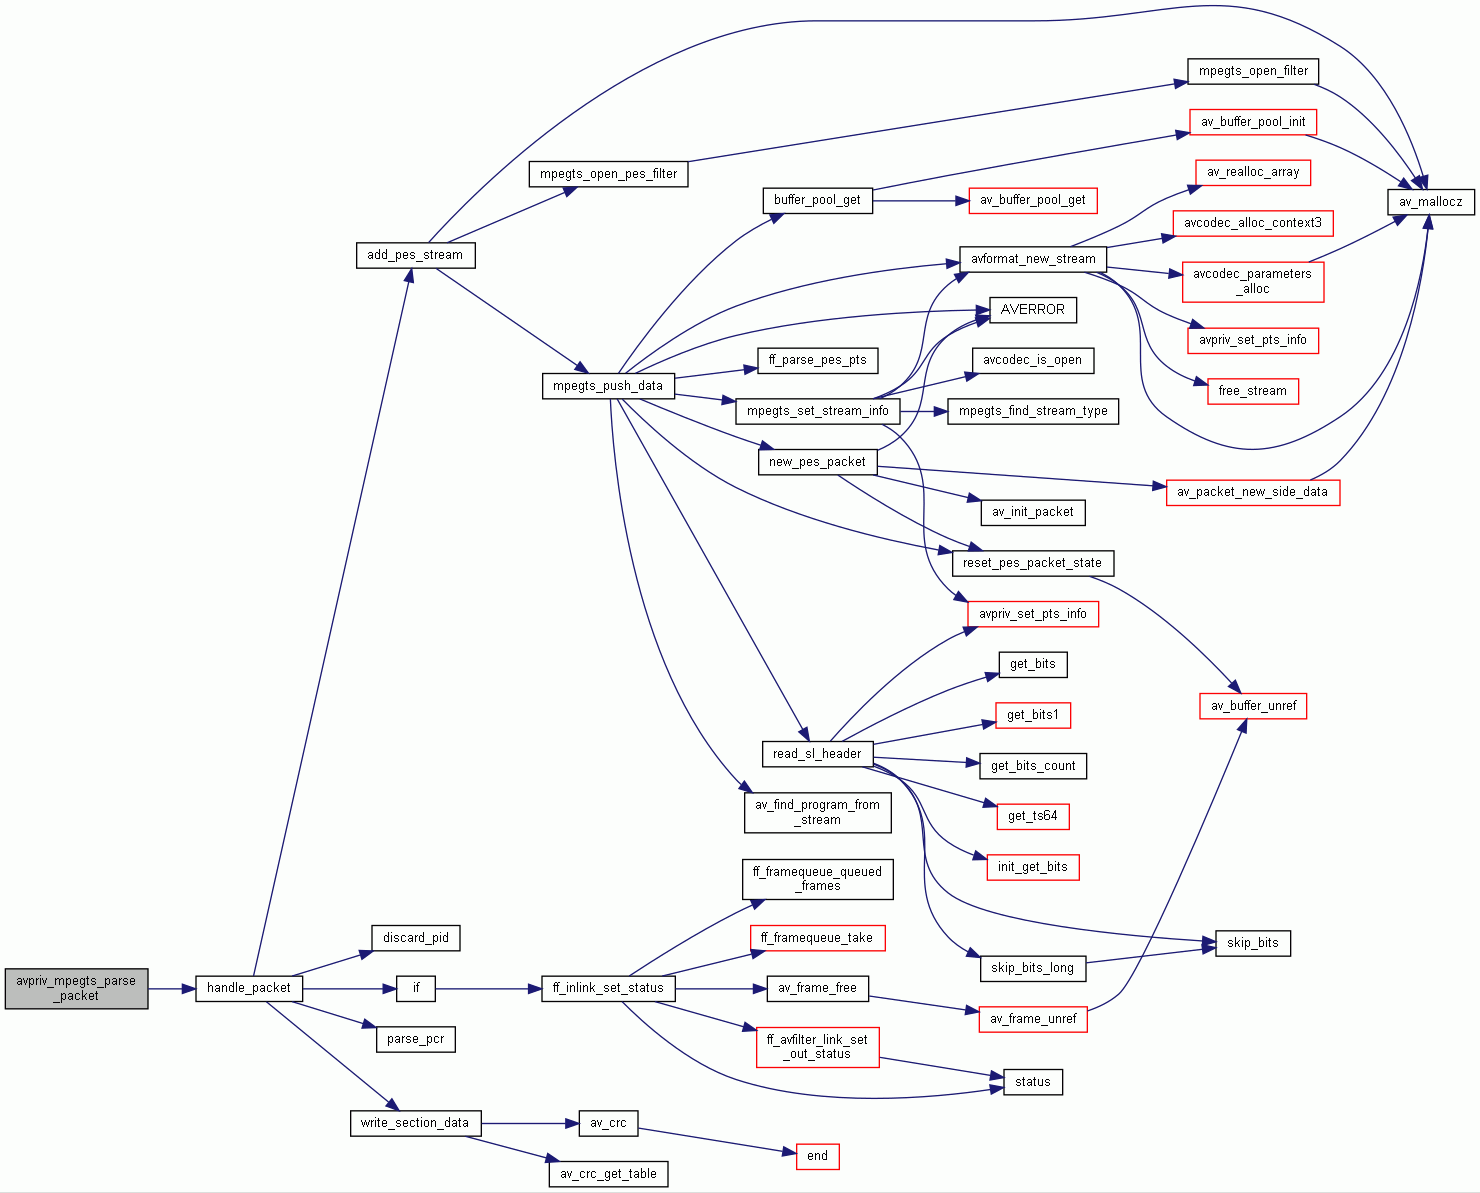 mpegts_open_filter
av_buffer_pool_init
mpegts_open_pes_filter
av_realloc_array
buffer_pool_get
av_buffer_pool_get
av_mallocz
avcodec_alloc_context3
add_pes_stream
avformat_new_stream
avcodec_parameters
_alloc
AVERROR
avpriv_set_pts_info
ff_parse_pes_pts
avcodec_is_open
mpegts_push_data
free_stream
mpegts_set_stream_info
mpegts_find_stream_type
new_pes_packet
av_packet_new_side_data
av_init_packet
reset_pes_packet_state
avpriv_set_pts_info
get_bits
av_buffer_unref
get_bits1
read_sl_header
get_bits_count
av_find_program_from
_stream
get_ts64
init_get_bits
ff_framequeue_queued
_frames
discard_pid
ff_framequeue_take
skip_bits
skip_bits_long
avpriv_mpegts_parse
_packet
handle_packet
if
ff_inlink_set_status
av_frame_free
av_frame_unref
parse_pcr
ff_avfilter_link_set
_out_status
status
write_section_data
av_crc
end
av_crc_get_table